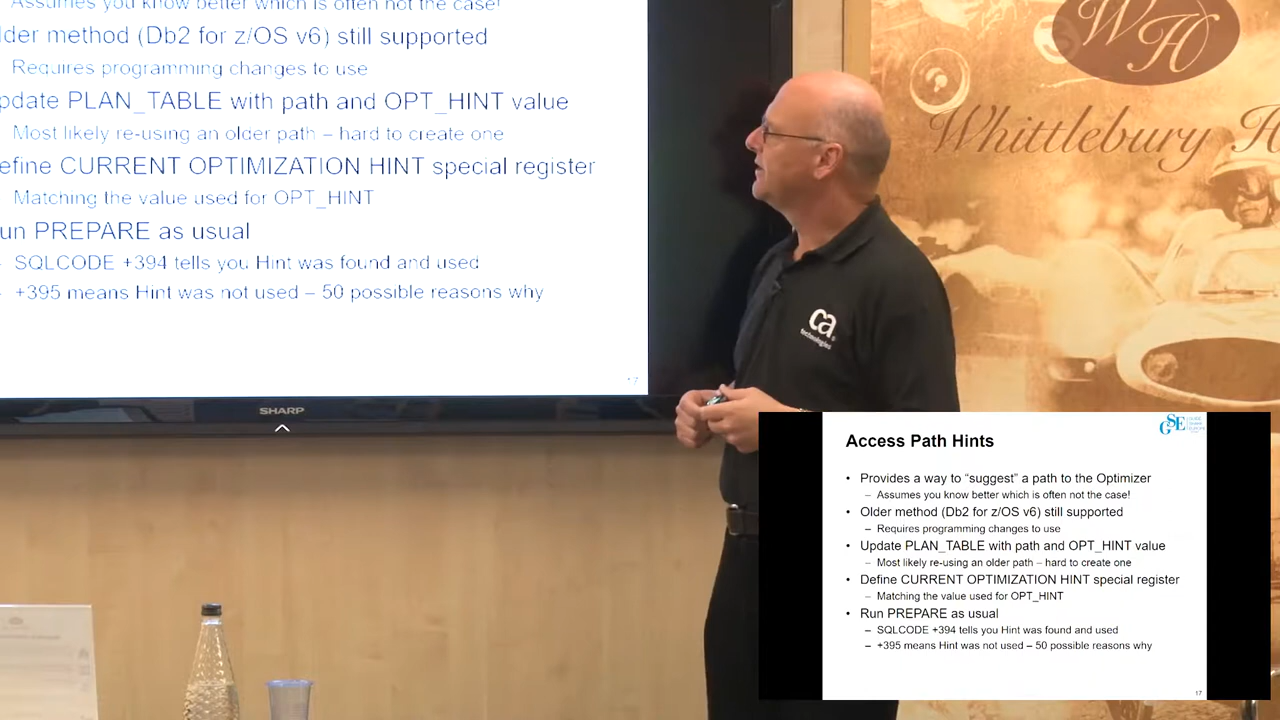 Assumes you know better which is often not the case!
lder method (Db2 for z/OS v6) still supported
Requires programming changes to use
pdate PLAN_TABLE with path and OPT_HINT value
Most likely re-using an older path – hard to create one
efine CURRENT OPTIMIZATION HINT special register
Matching the value used for OPT_HINT
un PREPARE as usual
- SQLCODE +394 tells you Hint was found and used
- +395 means Hint was not used – 50 possible reasons why
17
SHARP
WH
Whittlebury H
ca
technologies
GSE
Access Path Hints
• Provides a way to “suggest” a path to the Optimizer
– Assumes you know better which is often not the case!
• Older method (Db2 for z/OS v6) still supported
– Requires programming changes to use
• Update PLAN_TABLE with path and OPT_HINT value
– Most likely re-using an older path – hard to create one
• Define CURRENT OPTIMIZATION HINT special register
– Matching the value used for OPT_HINT
• Run PREPARE as usual
– SQLCODE +394 tells you Hint was found and used
– +395 means Hint was not used – 50 possible reasons why
17